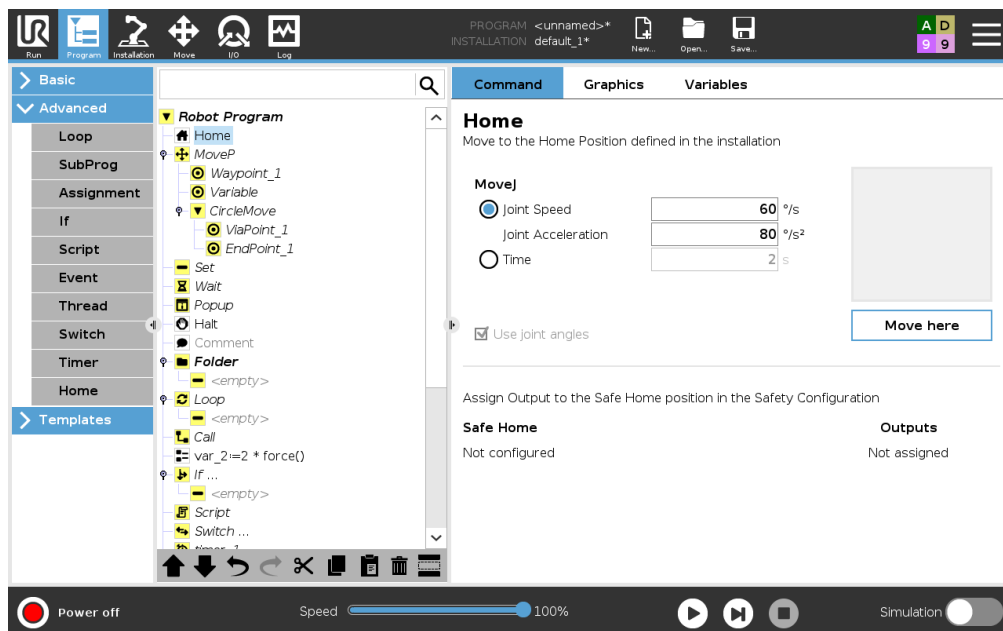 UR
Run
Program
Installation
Move
I/O
Log
PROGRAM <unnamed>*
INSTALLATION default_1*
New...
Open...
Save...
A D
9 9
Basic
Advanced
Loop
SubProg
Assignment
If
Script
Event
Thread
Switch
Timer
Home
Templates
Robot Program
Home
MoveP
Waypoint_1
Variable
CircleMove
ViaPoint_1
EndPoint_1
Set
Wait
Popup
Halt
Comment
Folder
<empty>
Loop
<empty>
Call
var_2:=2 * force()
If ...
<empty>
Script
Switch ...
timer_1
Command Graphics Variables
Home
Move to the Home Position defined in the installation
MoveJ
Joint Speed 60 °/s
Joint Acceleration 80 °/s²
Time 2 s
Use joint angles
Move here
Assign Output to the Safe Home position in the Safety Configuration
Safe Home Outputs
Not configured Not assigned
Power off
Speed 100%
Simulation